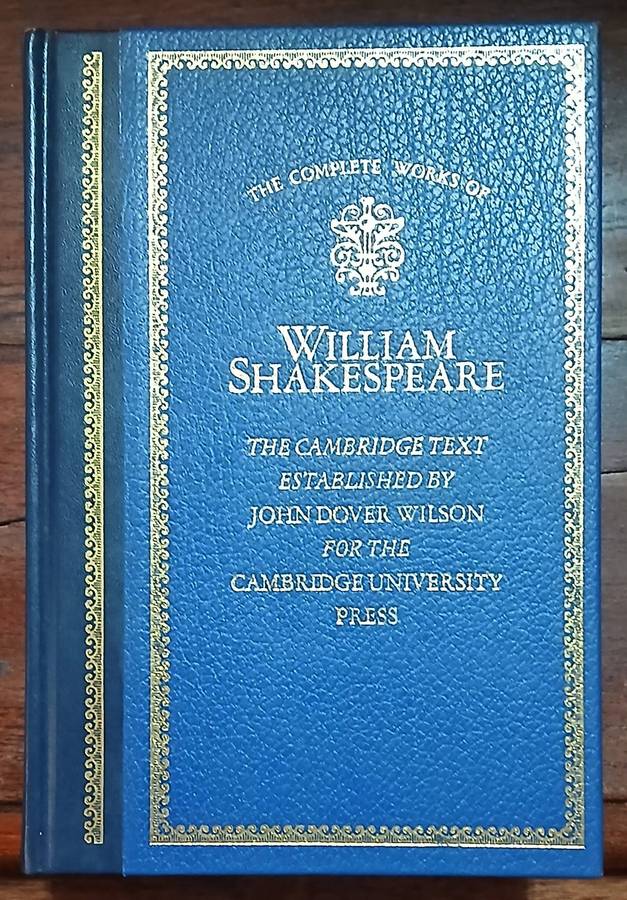 THE COMPLETE WORKS OF
WILLIAM
SHAKESPEARE
THE CAMBRIDGE TEXT
ESTABLISHED BY
JOHN DOVER WILSON
FOR THE
CAMBRIDGE UNIVERSITY
PRESS